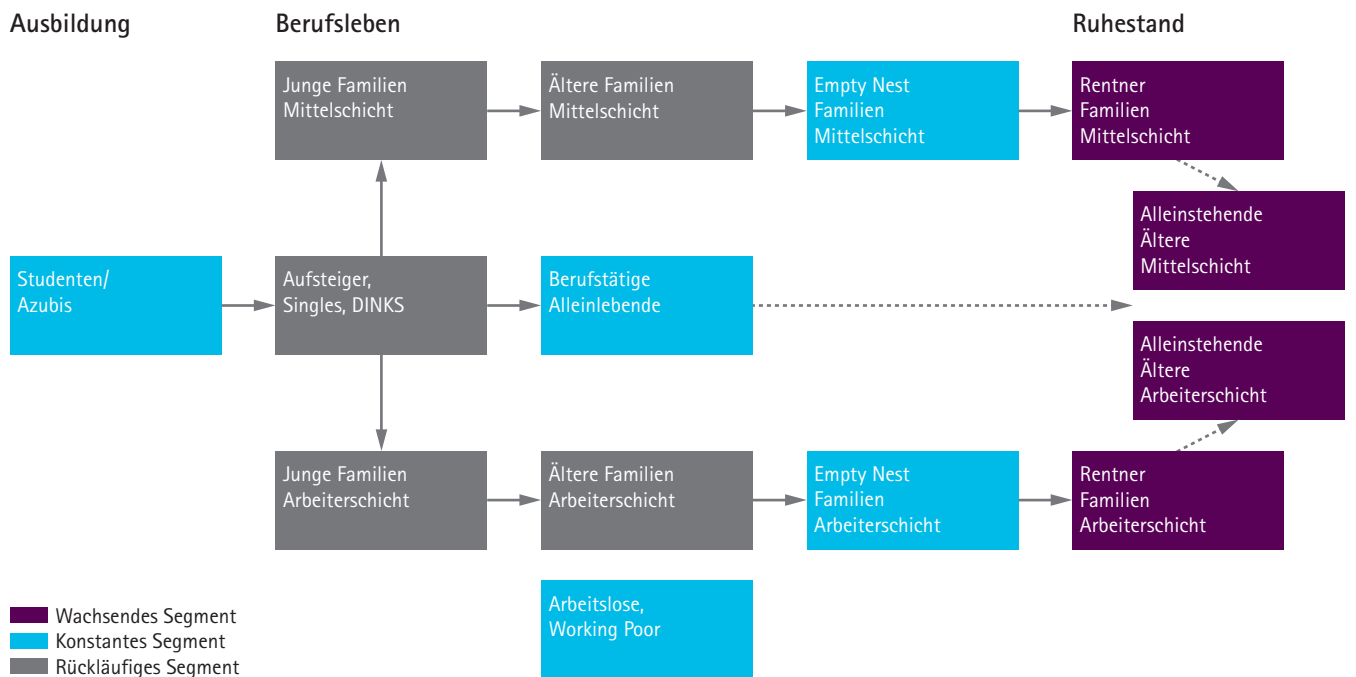 Ausbildung
Berufsleben
Ruhestand
Junge Familien
Mittelschicht
Ältere Familien
Mittelschicht
Empty Nest
Familien
Mittelschicht
Rentner
Familien
Mittelschicht
Alleinstehende
Ältere
Mittelschicht
Studenten/
Azubis
Aufsteiger,
Singles, DINKS
Berufstätige
Alleinlebende
Alleinstehende
Ältere
Arbeiterschicht
Junge Familien
Arbeiterschicht
Ältere Familien
Arbeiterschicht
Empty Nest
Familien
Arbeiterschicht
Rentner
Familien
Arbeiterschicht
Arbeitslose,
Working Poor
Wachsendes Segment
Konstantes Segment
Rückläufiges Segment